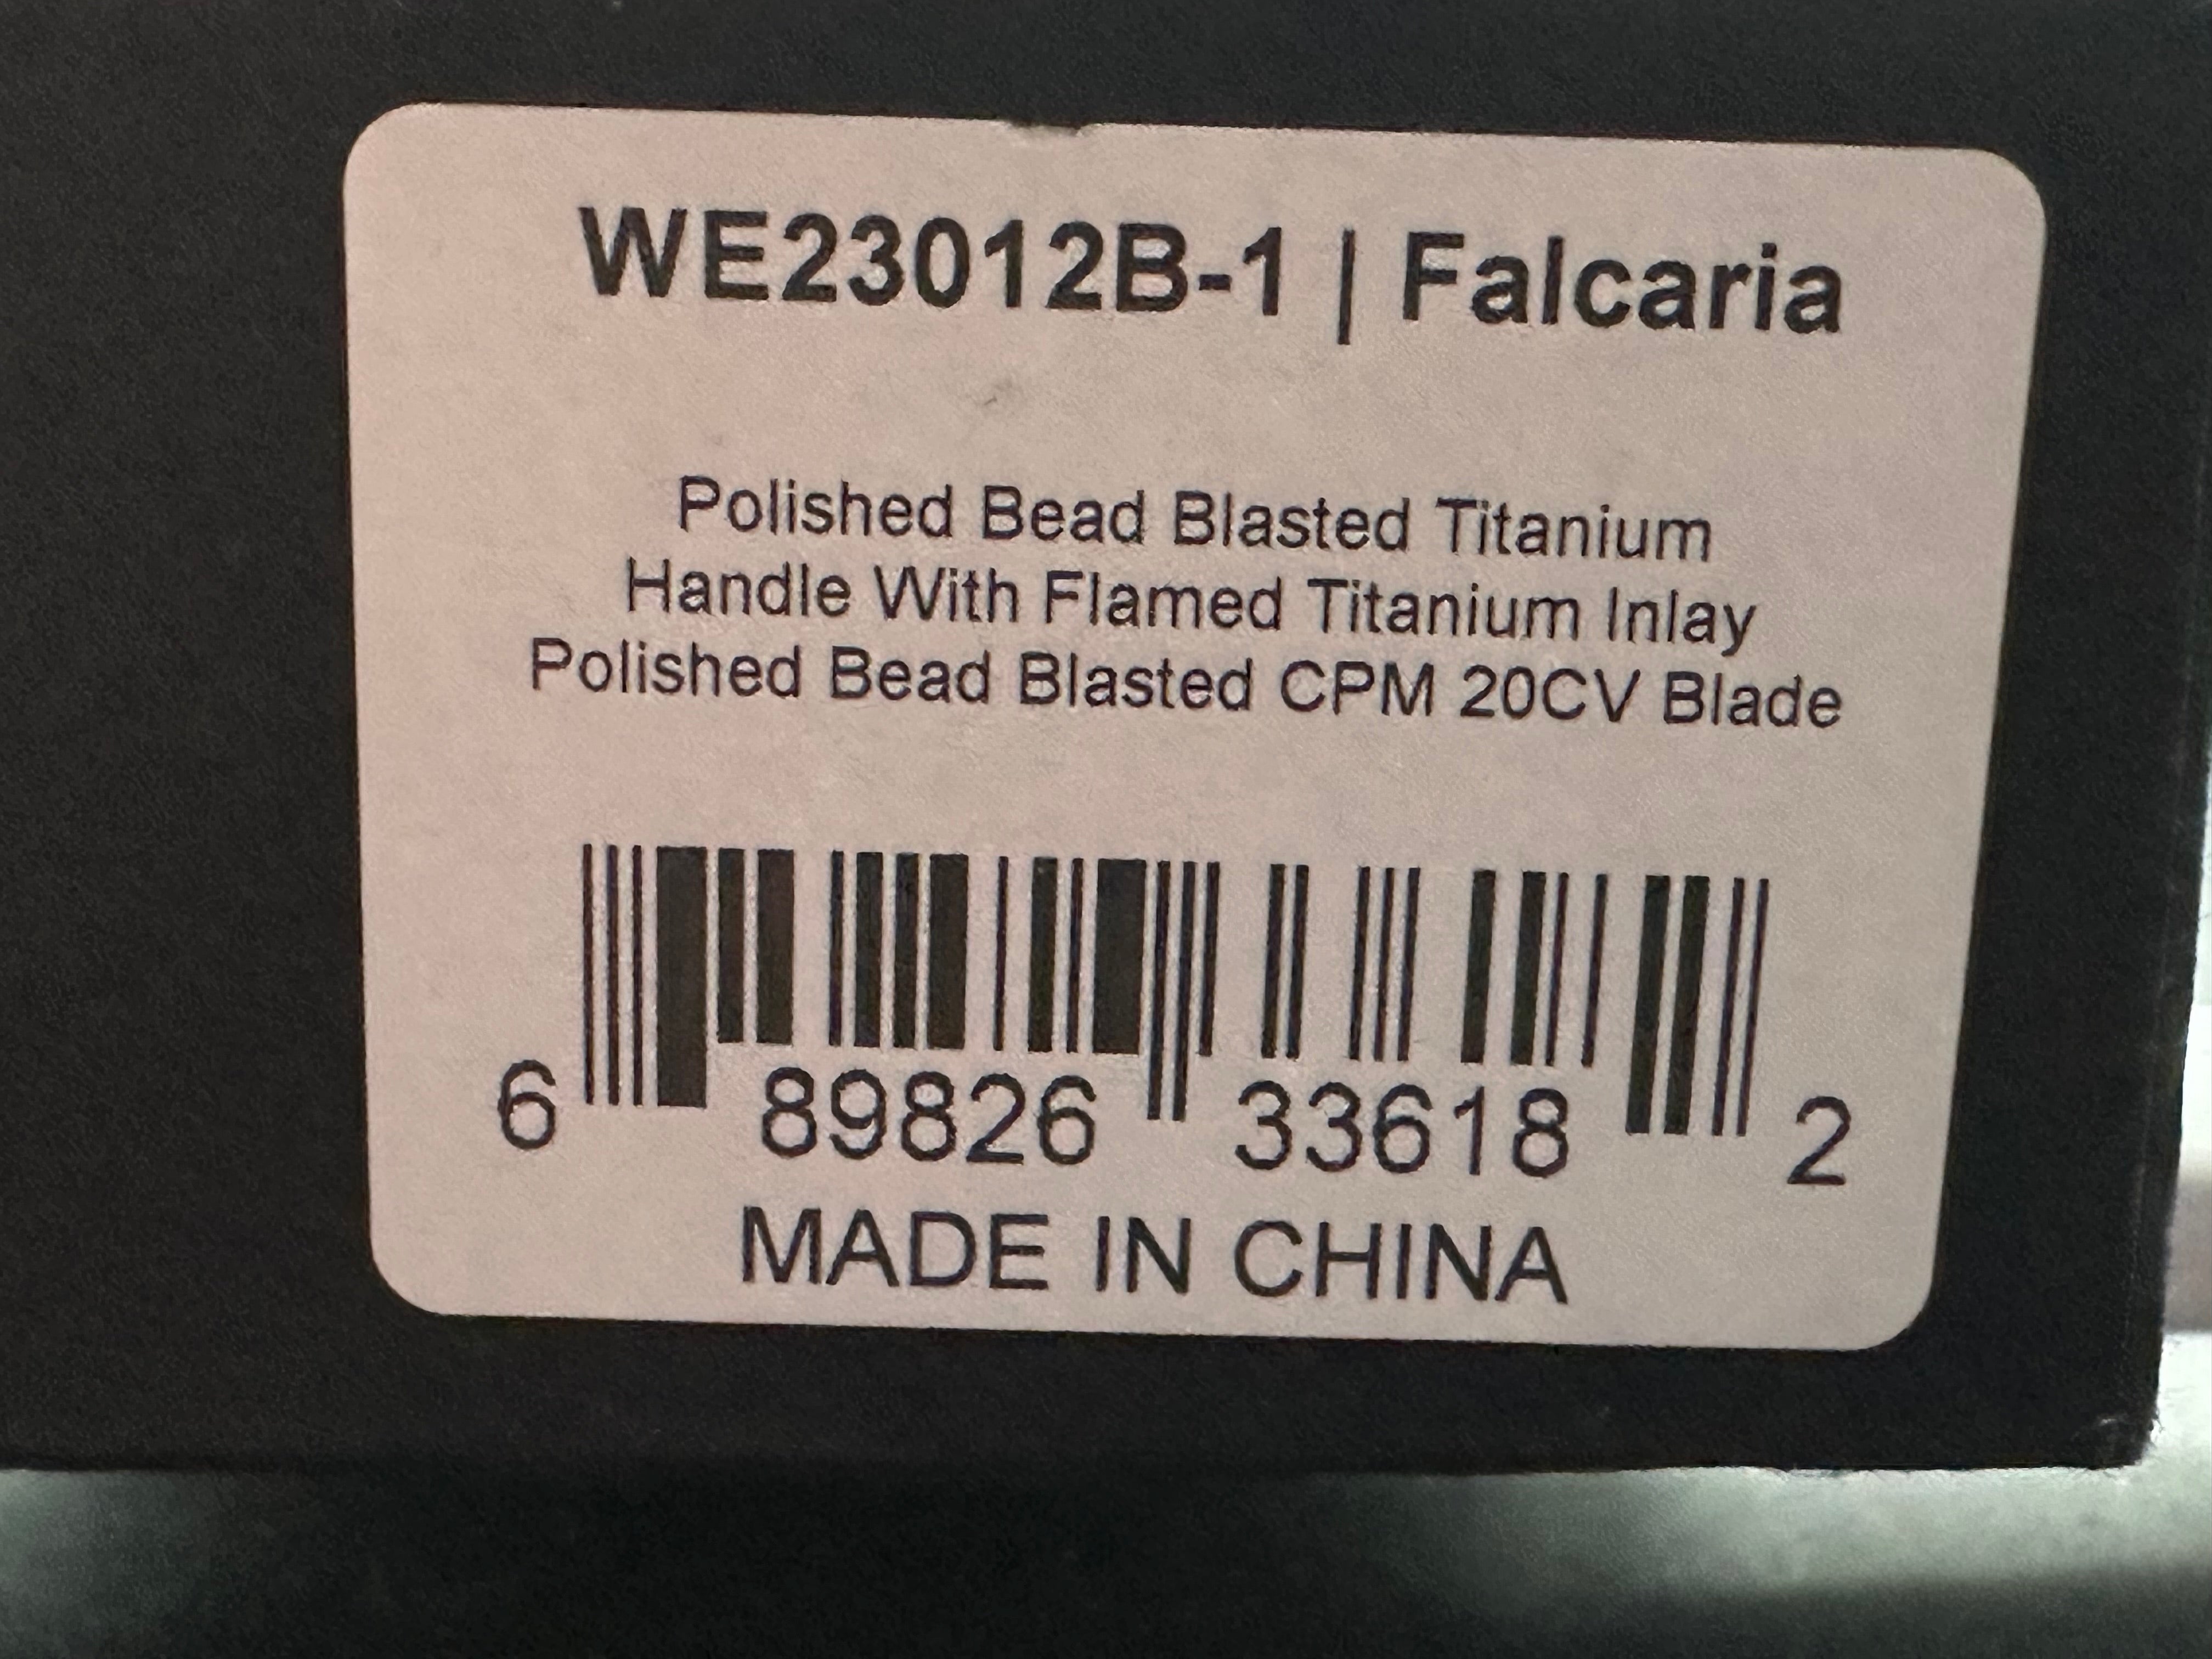 WE23012B-1 | Falcaria
Polished Bead Blasted Titanium
Handle With Flamed Titanium Inlay
Polished Bead Blasted CPM 20CV Blade
6 89826 33618 2
MADE IN CHINA